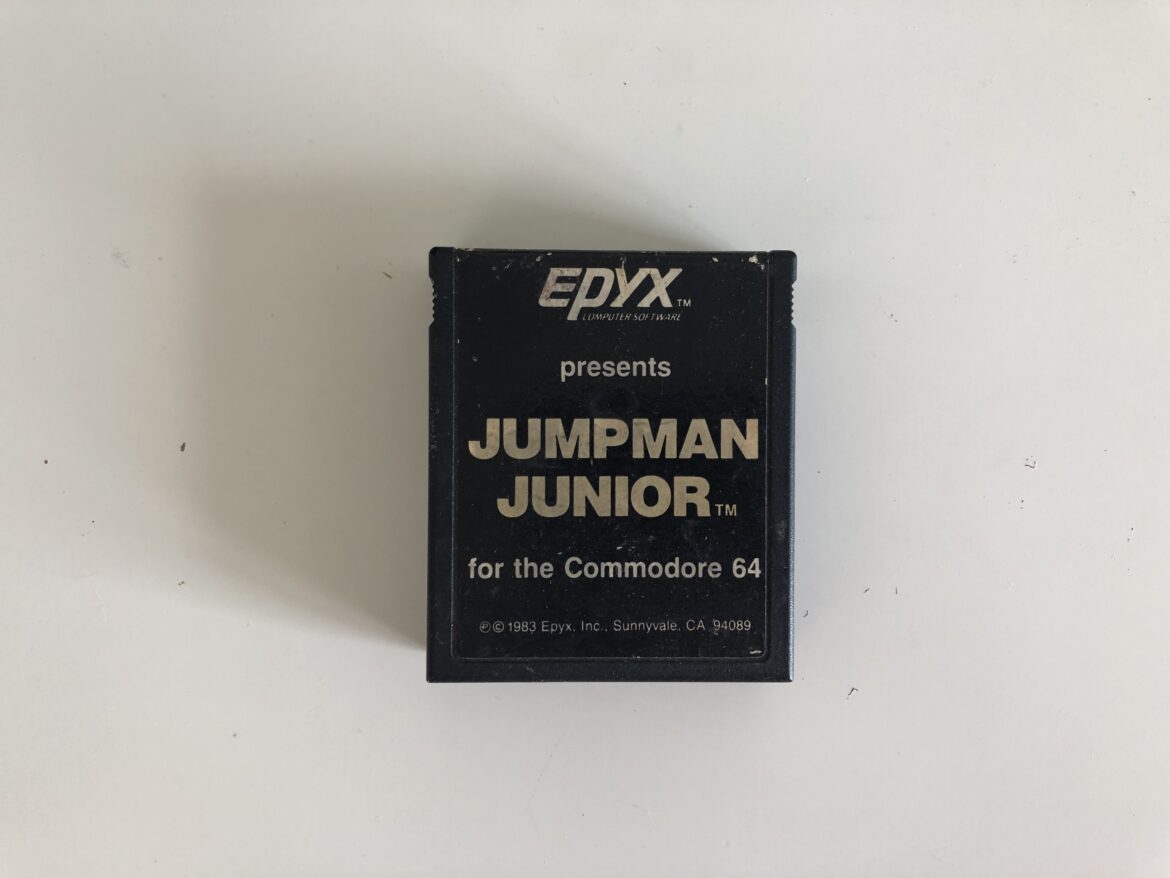 EPYX™
COMPUTER SOFTWARE
presents
JUMPMAN
JUNIOR™
for the Commodore 64
℗© 1983 Epyx, Inc., Sunnyvale, CA 94089